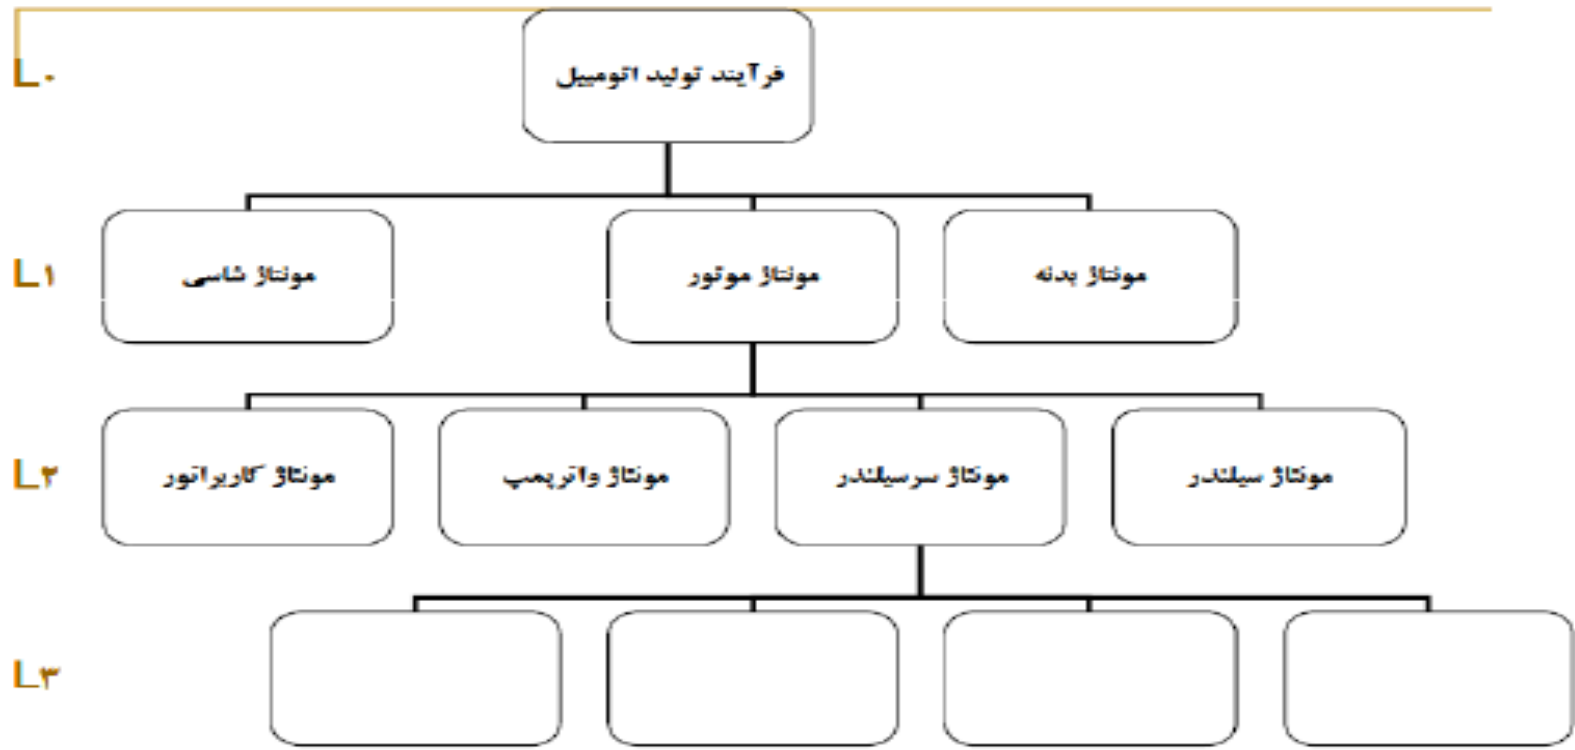 L۰
فرآیند تولید اتومبیل
L۱
مونتاژ بدنه
مونتاژ موتور
مونتاژ شاسی
L۲
مونتاژ سیلندر
مونتاژ سرسیلندر
مونتاژ واترپمپ
مونتاژ کاربراتور
L۳